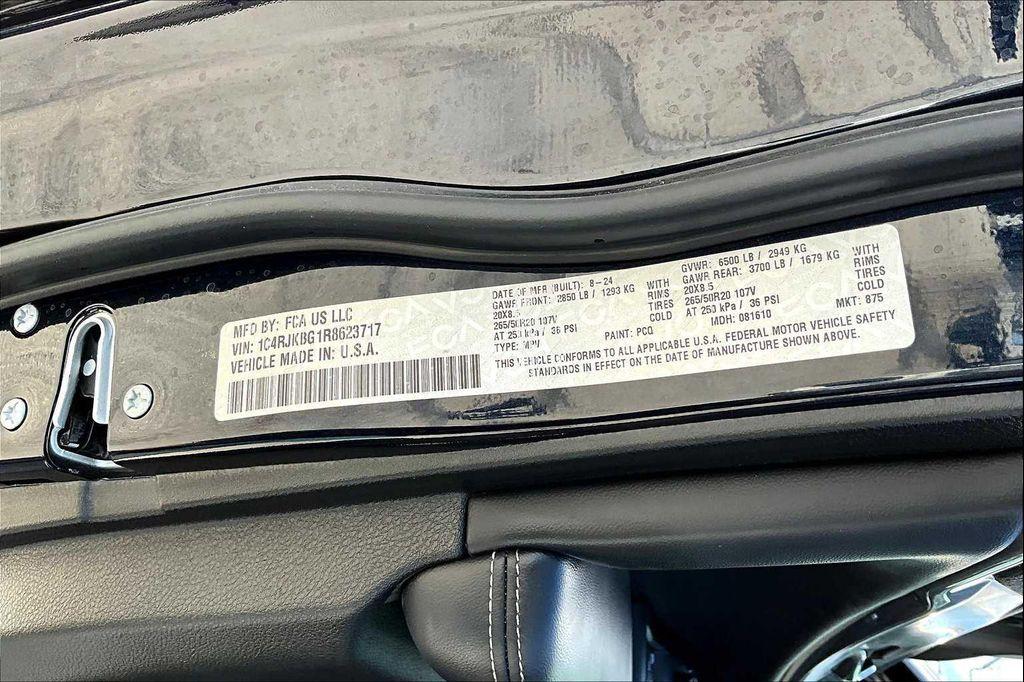 MFD BY: FCA US LLC
VIN: 1C4RJKBG1R8623717
VEHICLE MADE IN U.S.A.
DATE OF MFR (BUILT): 8-24 GVWR: 6500 LB / 2949 KG
GAWR FRONT: 2850 LB / 1293 KG WITH GAWR REAR: 3700 LB / 1679 KG WITH
20X8.5 RIMS 20X8.5 RIMS
265/50R20 107V TIRES 265/50R20 107V TIRES
AT 250 kPa / 36 PSI COLD AT 250 kPa / 36 PSI COLD
TYPE: MPV PAINT: PCQ MDH: 081610 MKT: 875
THIS VEHICLE CONFORMS TO ALL APPLICABLE U.S.A. FEDERAL MOTOR VEHICLE SAFETY
STANDARDS IN EFFECT ON THE DATE OF MANUFACTURE SHOWN ABOVE